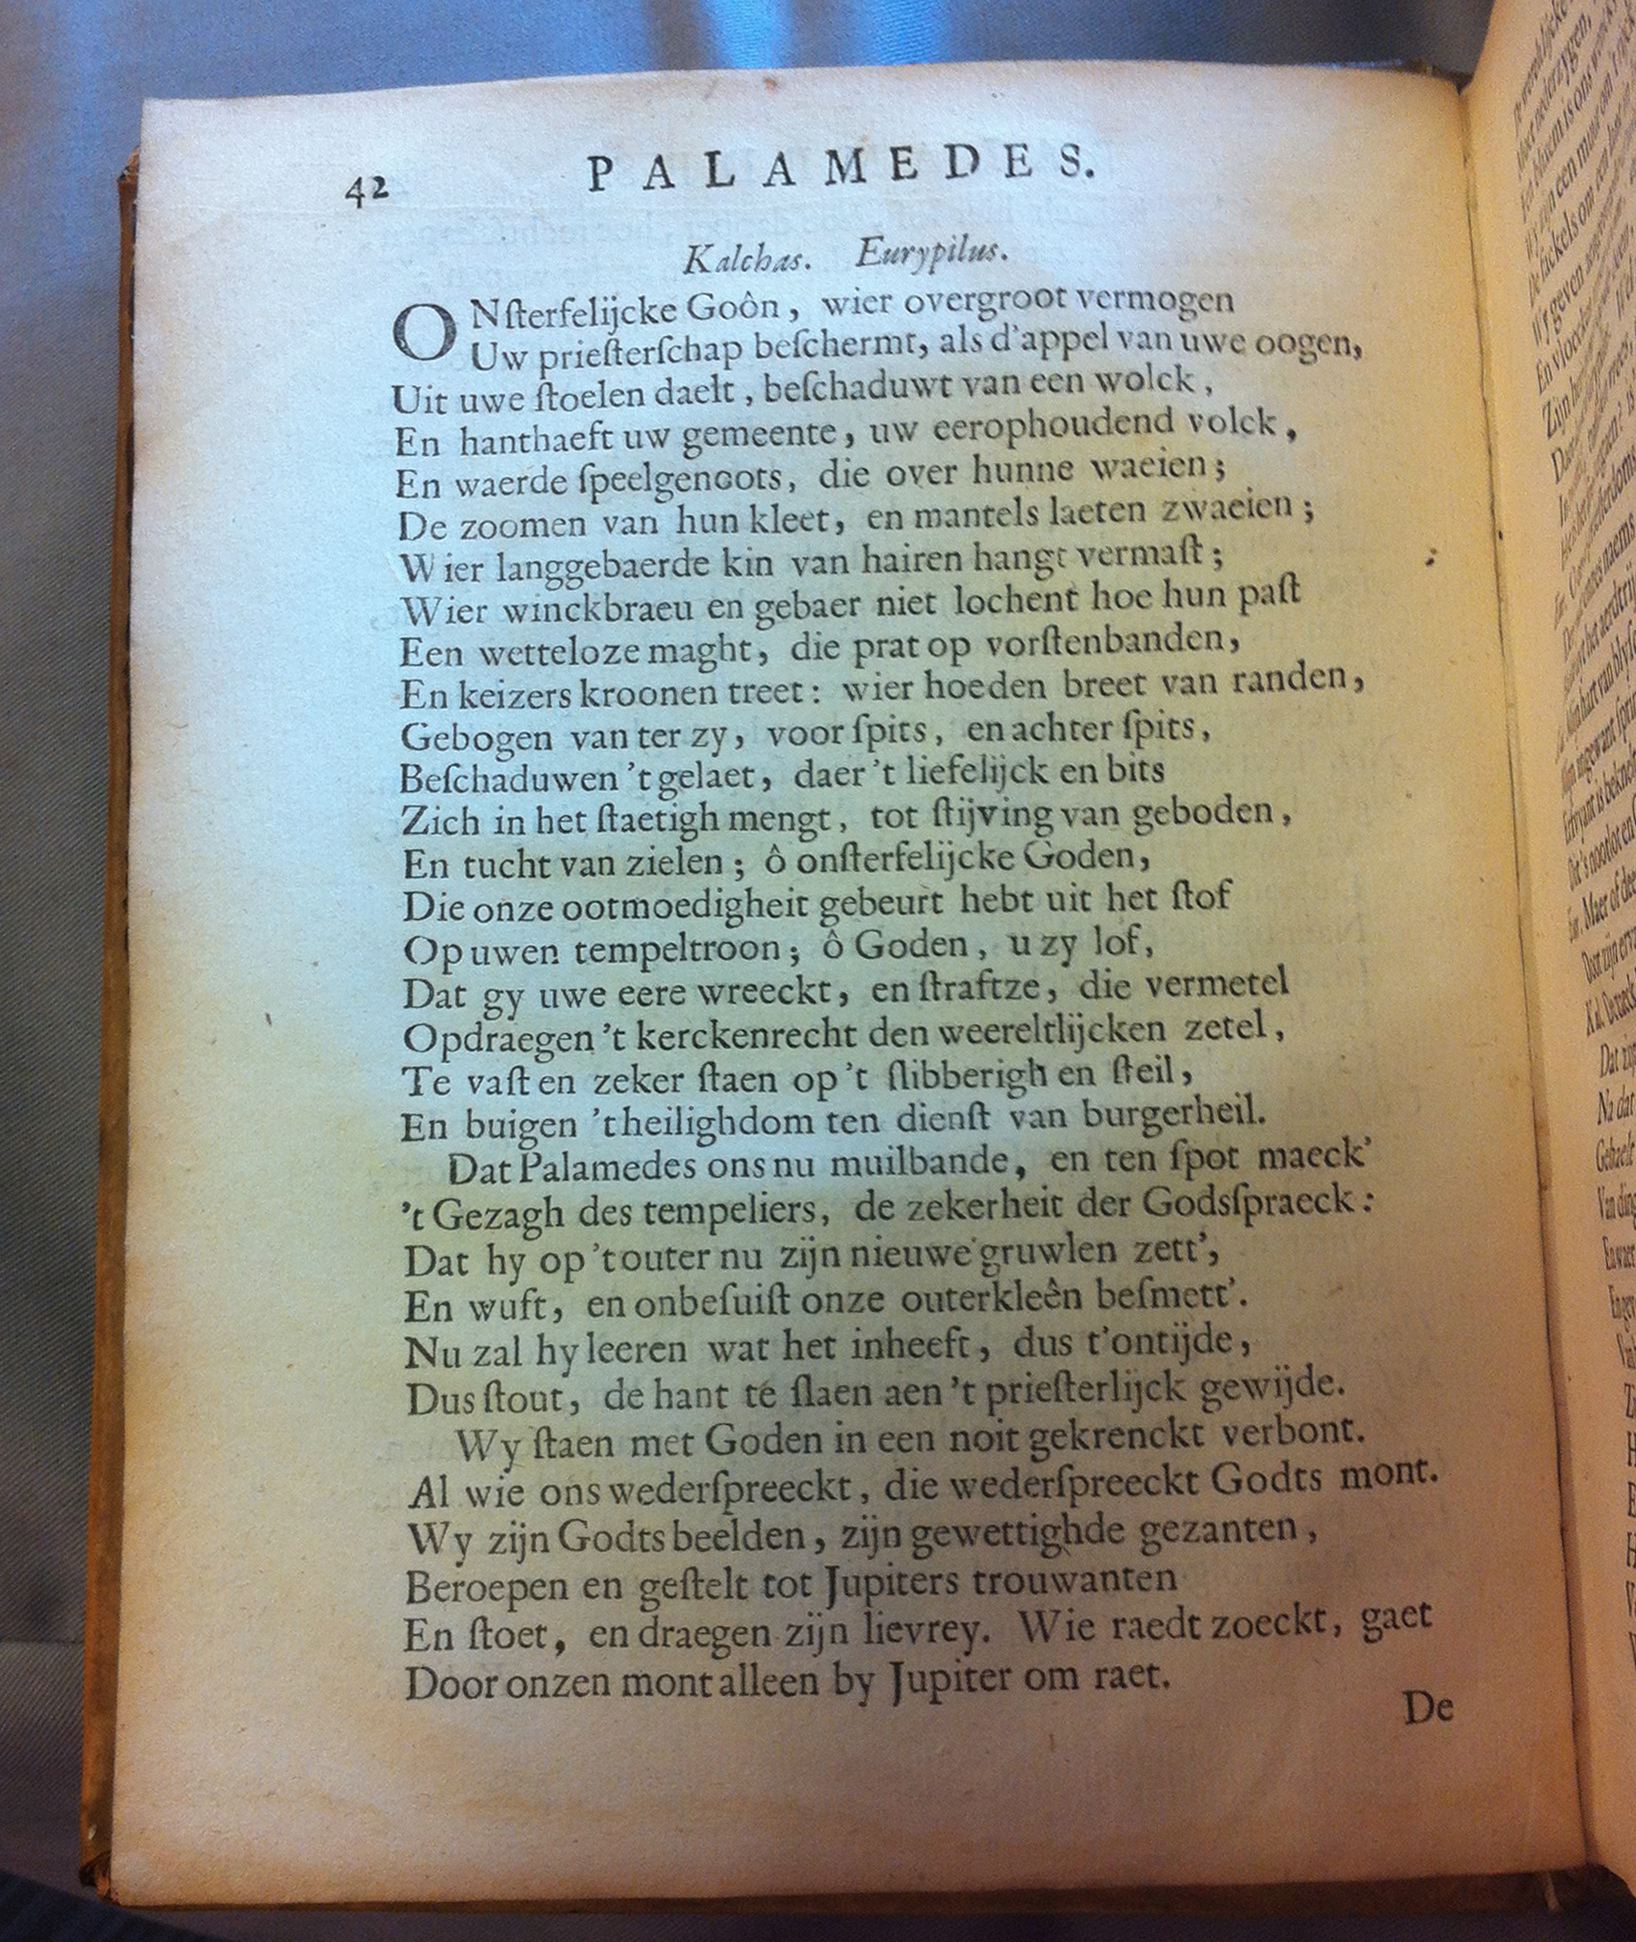 42 PALAMEDES.
Kalchas. Eurypilus.
ONſterfelijcke Goôn, wier overgroot vermogen
Uw prieſterſchap beſchermt, als d'appel van uwe oogen,
Uit uwe ſtoelen daelt, beſchaduwt van een wolck,
En hanthaeft uw gemeente, uw eerophoudend volck,
En waerde ſpeelgenoots, die over hunne waeien;
De zoomen van hun kleet, en mantels laeten zwaeien;
Wier langgebaerde kin van hairen hangt vermaſt;
Wier winckbraeu en gebaer niet lochent hoe hun paſt
Een wetteloze maght, die prat op vorſtenbanden,
En keizers kroonen treet: wier hoeden breet van randen,
Gebogen van ter zy, voor ſpits, en achter ſpits,
Beſchaduwen 't gelaet, daer 't liefelijck en bits
Zich in het ſtaetigh mengt, tot ſtijving van geboden,
En tucht van zielen; ô onſterfelijcke Goden,
Die onze ootmoedigheit gebeurt hebt uit het ſtof
Op uwen tempeltroon; ô Goden, u zy lof,
Dat gy uwe eere wreeckt, en ſtraftze, die vermetel
Opdraegen 't kerckenrecht den weereltlijcken zetel,
Te vaſt en zeker ſtaen op 't ſlibberigh en ſteil,
En buigen 't heilighdom ten dienſt van burgerheil.
Dat Palamedes ons nu muilbande, en ten ſpot maeck'
't Gezagh des tempeliers, de zekerheit der Godsſpraeck:
Dat hy op 't outer nu zijn nieuwe gruwlen zett',
En wuft, en onbeſuiſt onze outerkleên beſmett'.
Nu zal hy leeren wat het inheeft, dus t'ontijde,
Dus ſtout, de hant te ſlaen aen 't prieſterlijck gewijde.
Wy ſtaen met Goden in een noit gekrenckt verbont.
Al wie ons wederſpreeckt, die wederſpreeckt Godts mont.
Wy zijn Godts beelden, zijn gewettighde gezanten,
Beroepen en geſtelt tot Jupiters trouwanten
En ſtoet, en draegen zijn lievrey. Wie raedt zoeckt, gaet
Door onzen mont alleen by Jupiter om raet.
De